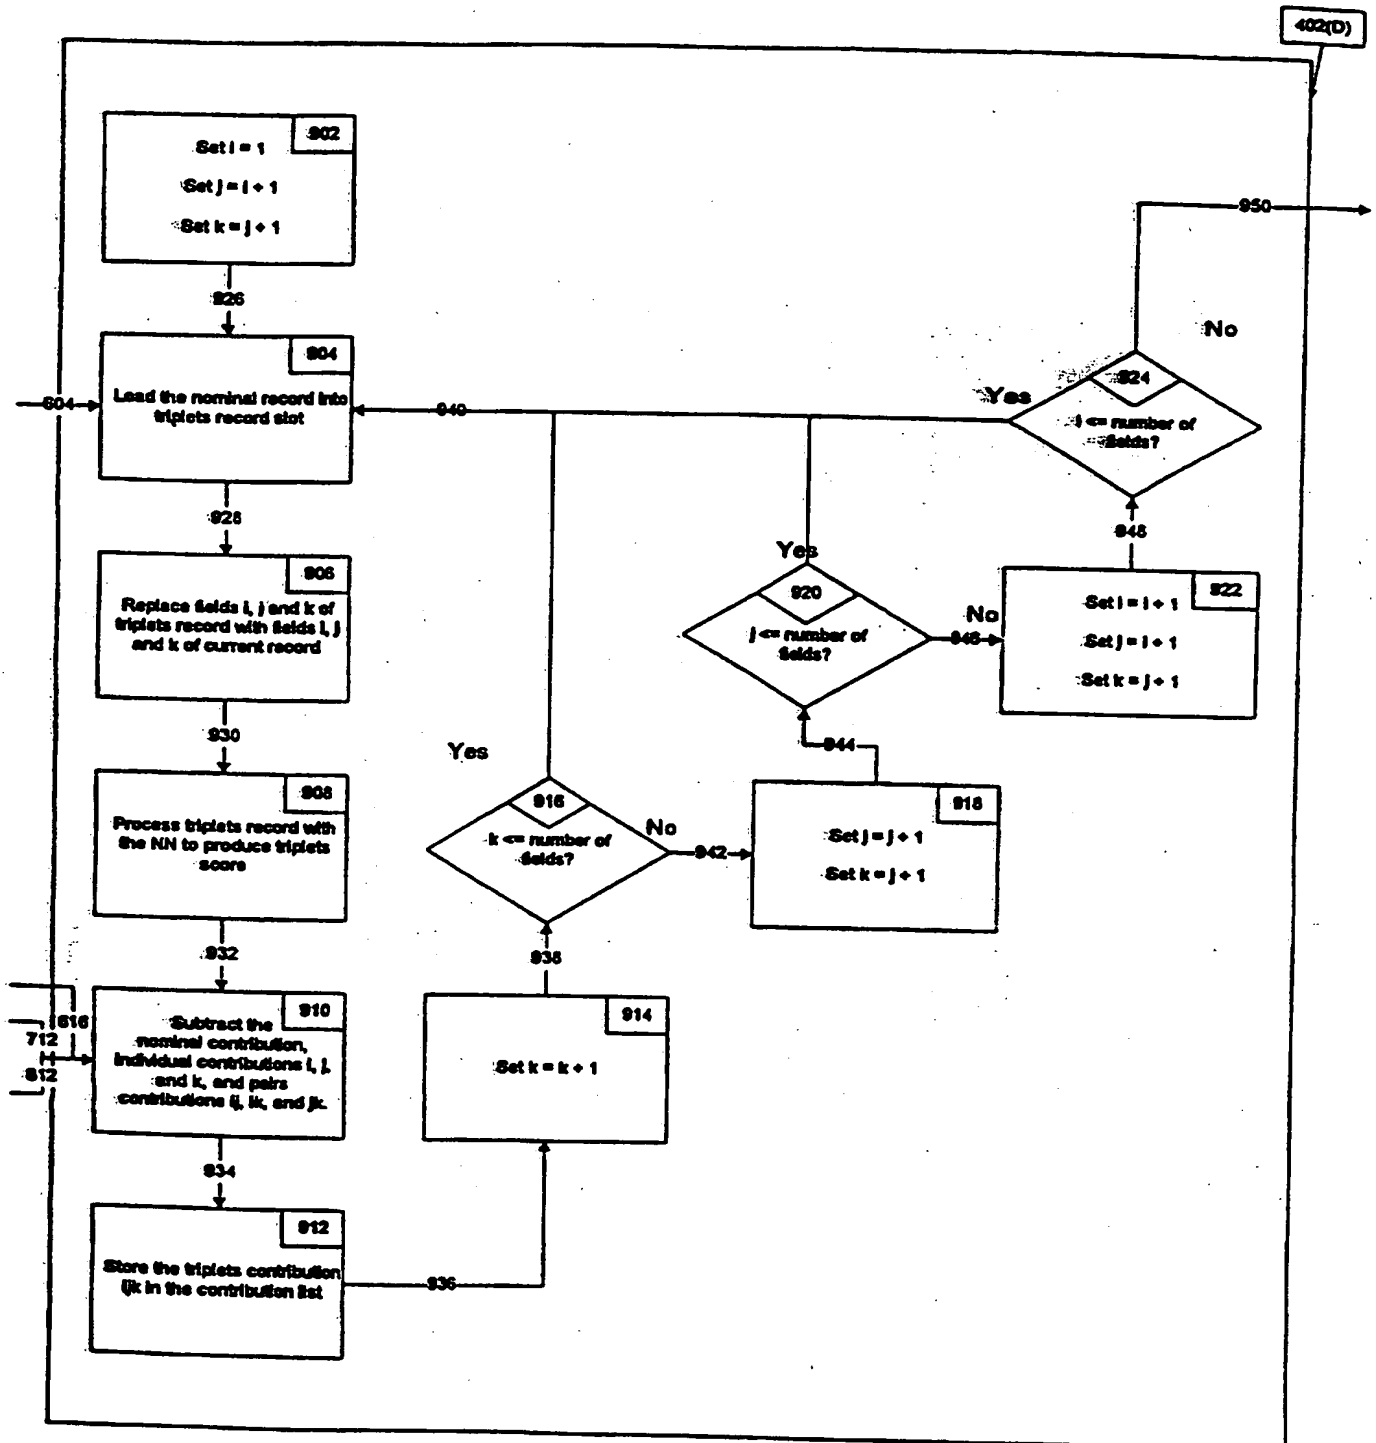 402(D)
902
Set i = 1
Set j = i + 1
Set k = j + 1
926
904
Load the nominal record into
triplets record slot
604
940
928
906
Replace fields i, j and k of
triplets record with fields i, j
and k of current record
930
908
Process triplets record with
the NN to produce triplets
score
932
910
Subtract the
nominal contribution,
individual contributions i, j,
and k, and pairs
contributions ij, ik, and jk.
616
712
812
934
912
Store the triplets contribution
ijk in the contribution list
936
914
Set k = k + 1
938
916
k <= number of
fields?
Yes
No
942
918
Set j = j + 1
Set k = j + 1
944
920
j <= number of
fields?
Yes
No
946
922
Set i = i + 1
Set j = i + 1
Set k = j + 1
948
924
i <= number of
fields?
Yes
No
950